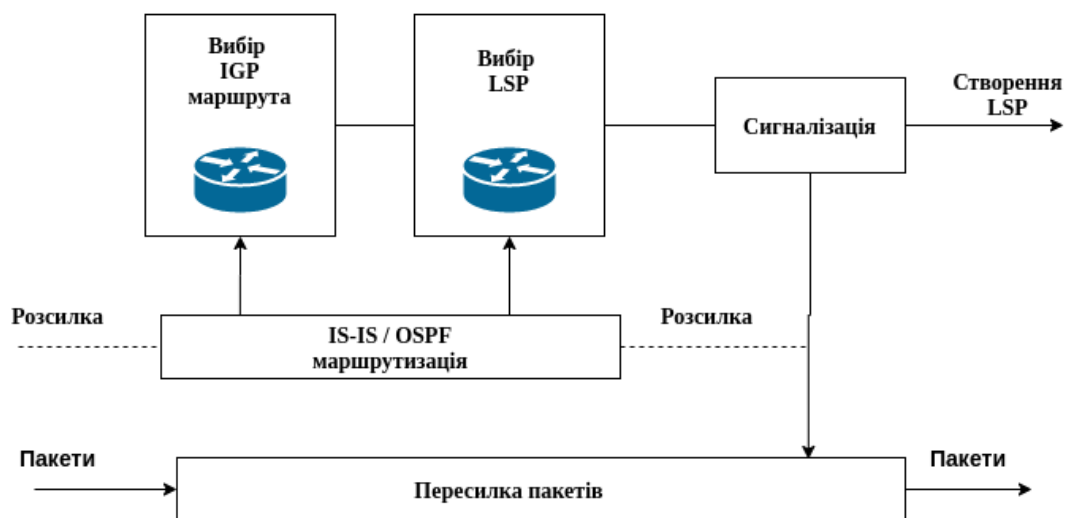 Вибір
IGP
маршрута
Вибір
LSP
Сигналізація
Створення
LSP
Розсилка
IS-IS / OSPF
маршрутизація
Розсилка
Пакети
Пересилка пакетів
Пакети